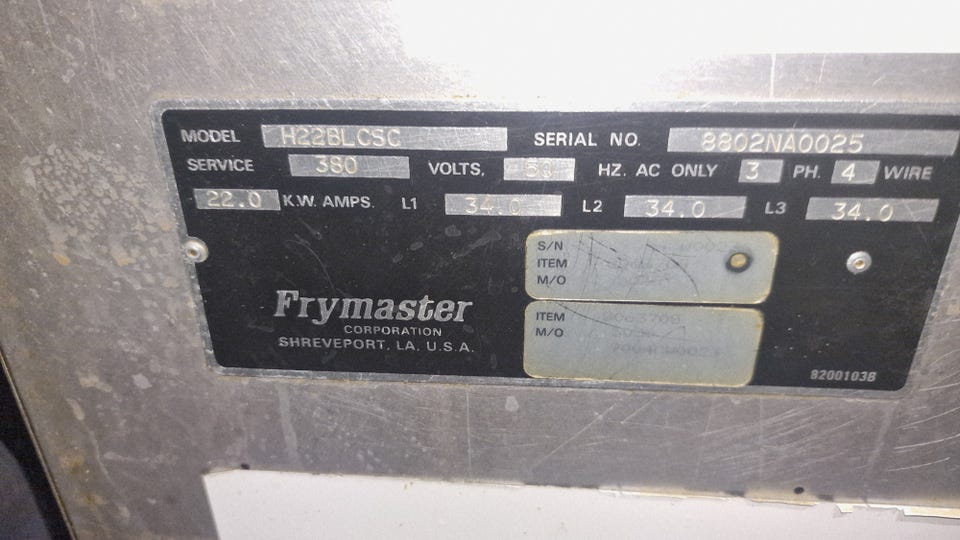 MODEL H22BLCSC SERIAL NO. 8802NA0025
SERVICE 380 VOLTS, 50 HZ. AC ONLY 3 PH. 4 WIRE
22.0 K.W. AMPS. L1 34.0 L2 34.0 L3 34.0
S/N
ITEM
M/O
Frymaster
CORPORATION
SHREVEPORT, LA, U.S.A.
ITEM
M/O
82001038